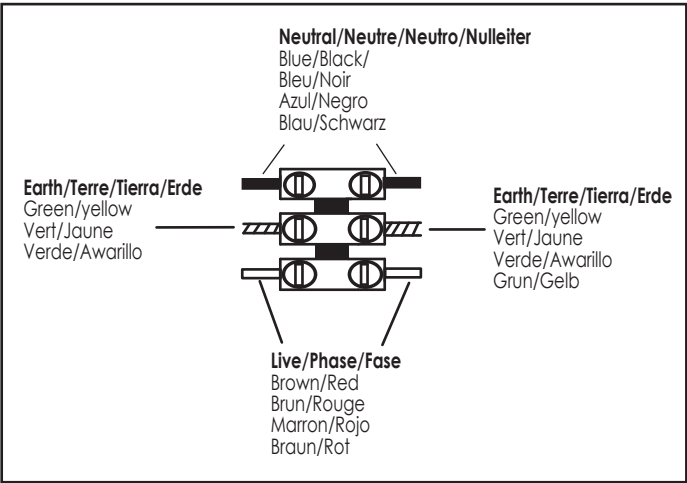 Neutral/Neutre/Neutro/Nulleiter
Blue/Black/
Bleu/Noir
Azul/Negro
Blau/Schwarz
Earth/Terre/Tierra/Erde
Green/yellow
Vert/Jaune
Verde/Awarillo
Earth/Terre/Tierra/Erde
Green/yellow
Vert/Jaune
Verde/Awarillo
Grun/Gelb
Live/Phase/Fase
Brown/Red
Brun/Rouge
Marron/Rojo
Braun/Rot